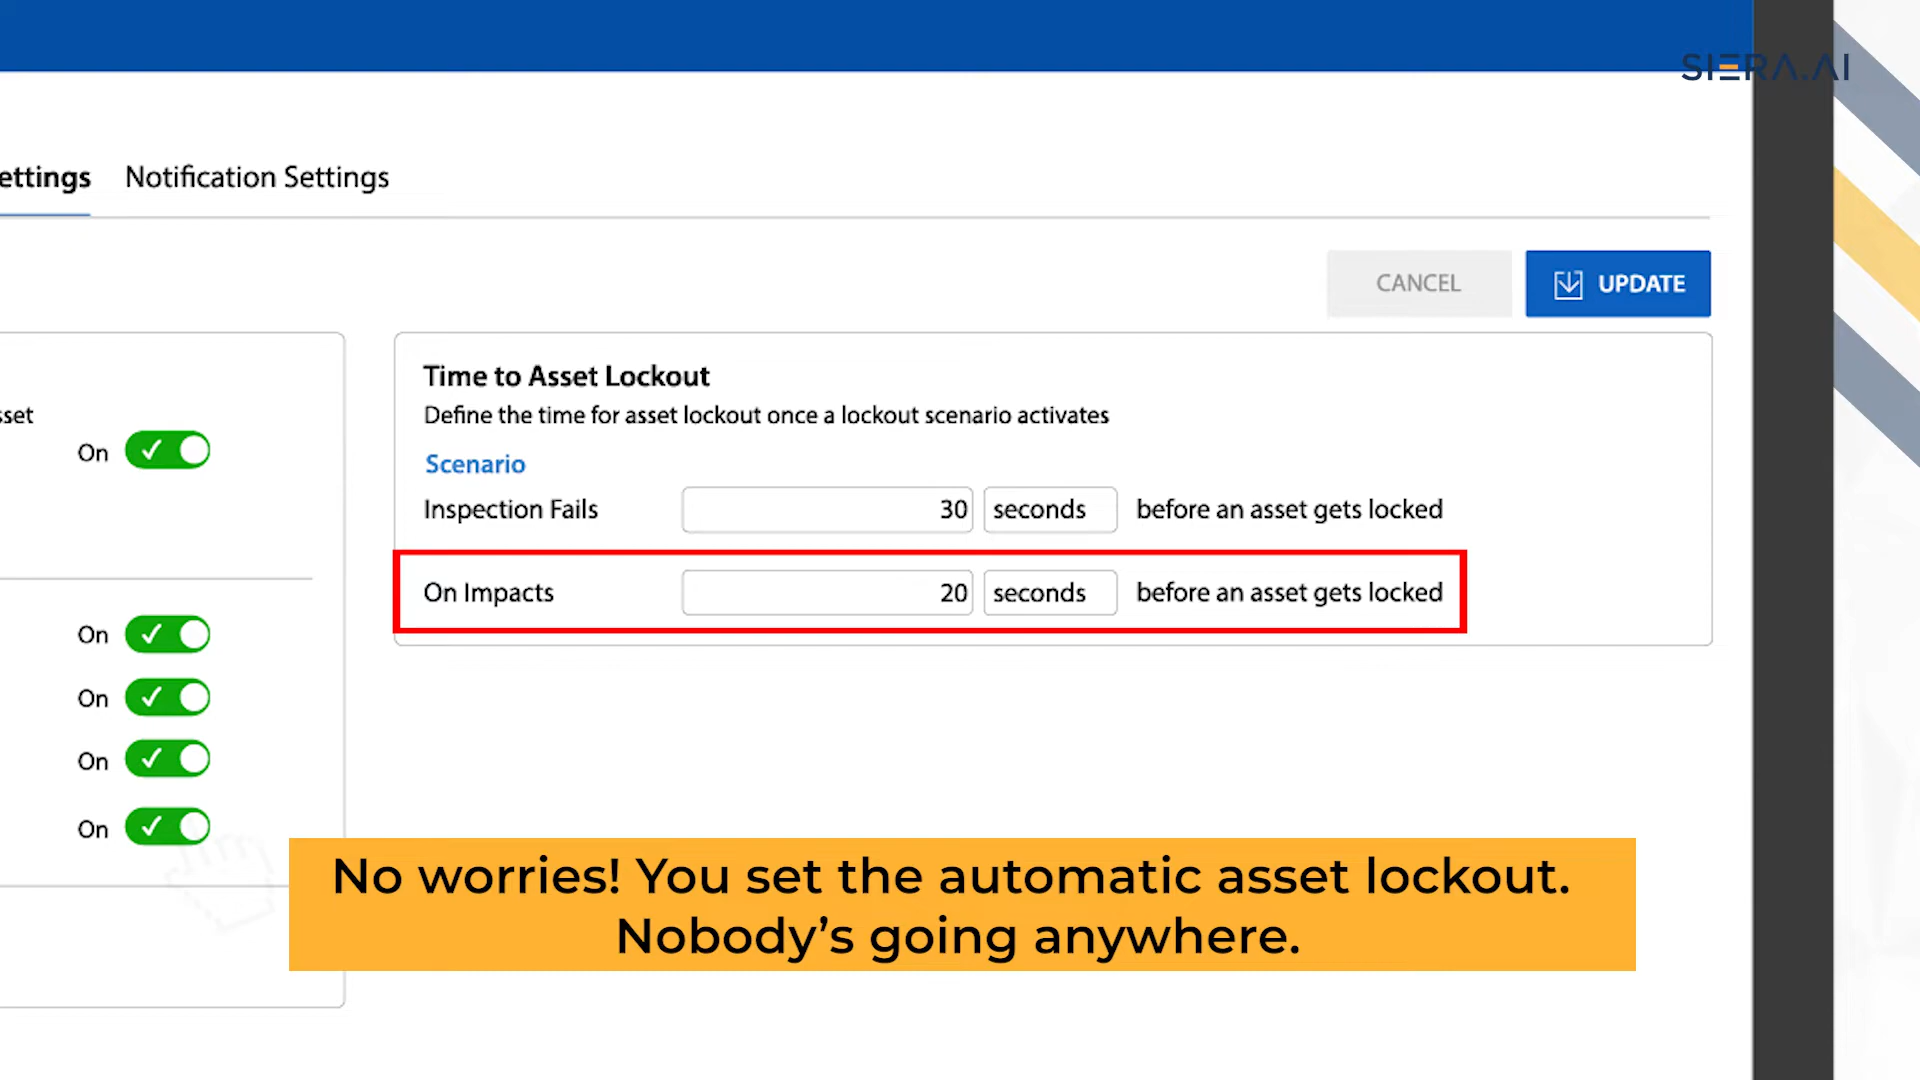 SIERA.AI
ettings Notification Settings
CANCEL UPDATE
sset
On
On
On
On
On
Time to Asset Lockout
Define the time for asset lockout once a lockout scenario activates
Scenario
Inspection Fails 30 seconds before an asset gets locked
On Impacts 20 seconds before an asset gets locked
No worries! You set the automatic asset lockout.
Nobody’s going anywhere.